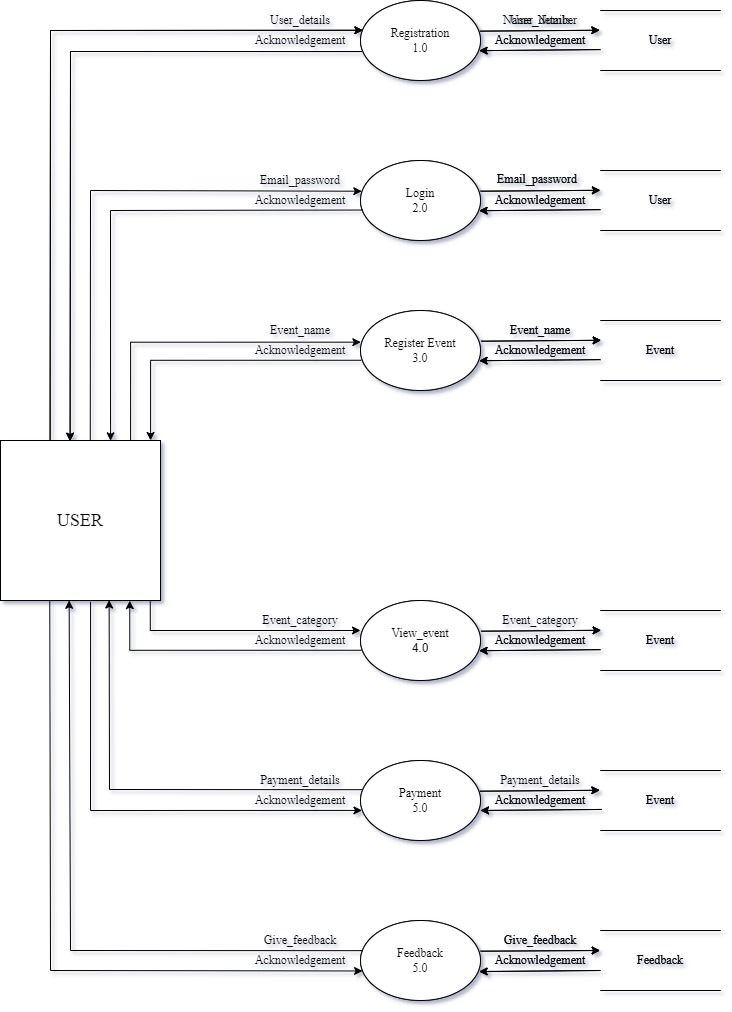 User_details
Acknowledgement
Registration
1.0
Acknowledgement
User
Email_password
Acknowledgement
Login
2.0
Email_password
Acknowledgement
User
Event_name
Acknowledgement
Register Event
3.0
Event_name
Acknowledgement
Event
USER
Event_category
Acknowledgement
View_event
4.0
Event_category
Acknowledgement
Event
Payment_details
Acknowledgement
Payment
5.0
Payment_details
Acknowledgement
Event
Give_feedback
Acknowledgement
Feedback
5.0
Give_feedback
Acknowledgement
Feedback